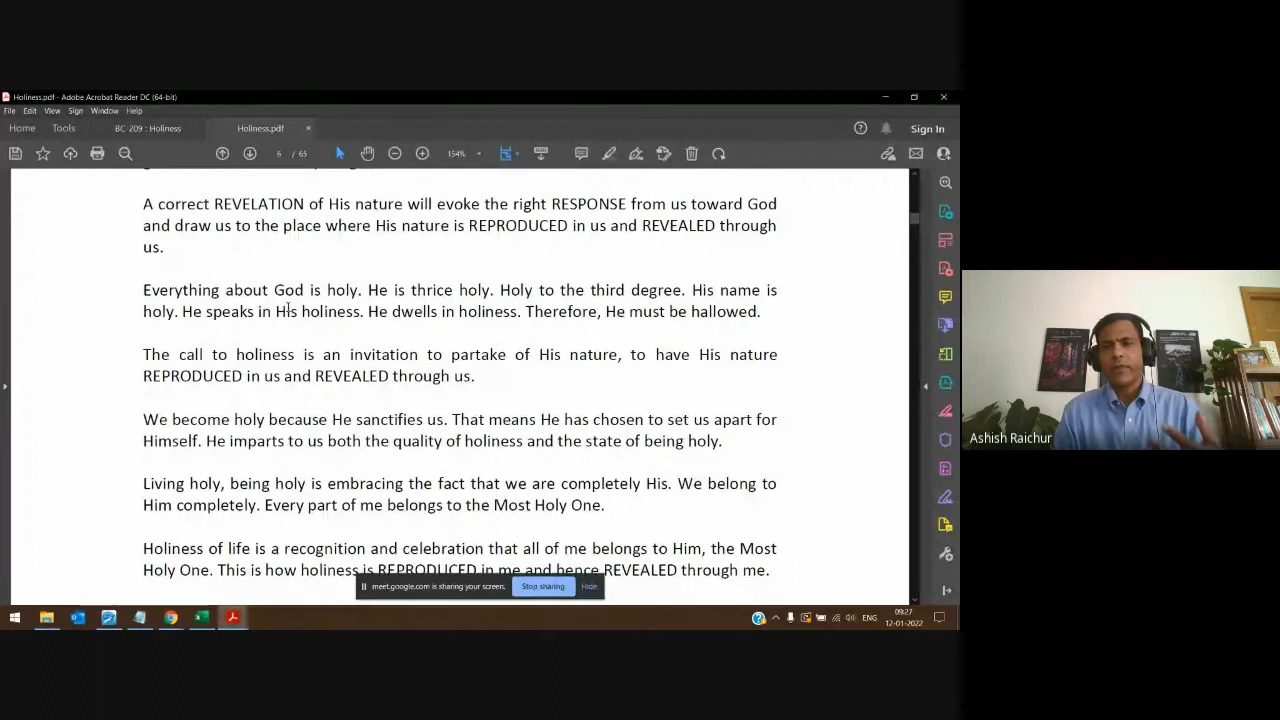 Holiness.pdf - Adobe Acrobat Reader DC (64-bit)
File Edit View Sign Window Help
Home Tools BC-209 : Holiness Holiness.pdf × Sign In
6 / 65 154%
A correct REVELATION of His nature will evoke the right RESPONSE from us toward God
and draw us to the place where His nature is REPRODUCED in us and REVEALED through
us.
Everything about God is holy. He is thrice holy. Holy to the third degree. His name is
holy. He speaks in His holiness. He dwells in holiness. Therefore, He must be hallowed.
The call to holiness is an invitation to partake of His nature, to have His nature
REPRODUCED in us and REVEALED through us.
We become holy because He sanctifies us. That means He has chosen to set us apart for
Himself. He imparts to us both the quality of holiness and the state of being holy.
Living holy, being holy is embracing the fact that we are completely His. We belong to
Him completely. Every part of me belongs to the Most Holy One.
Holiness of life is a recognition and celebration that all of me belongs to Him, the Most
Holy One. This is how holiness is REPRODUCED in me and hence REVEALED through me.
meet.google.com is sharing your screen. Stop sharing Hide
Ashish Raichur
ENG 09:27
12-01-2022